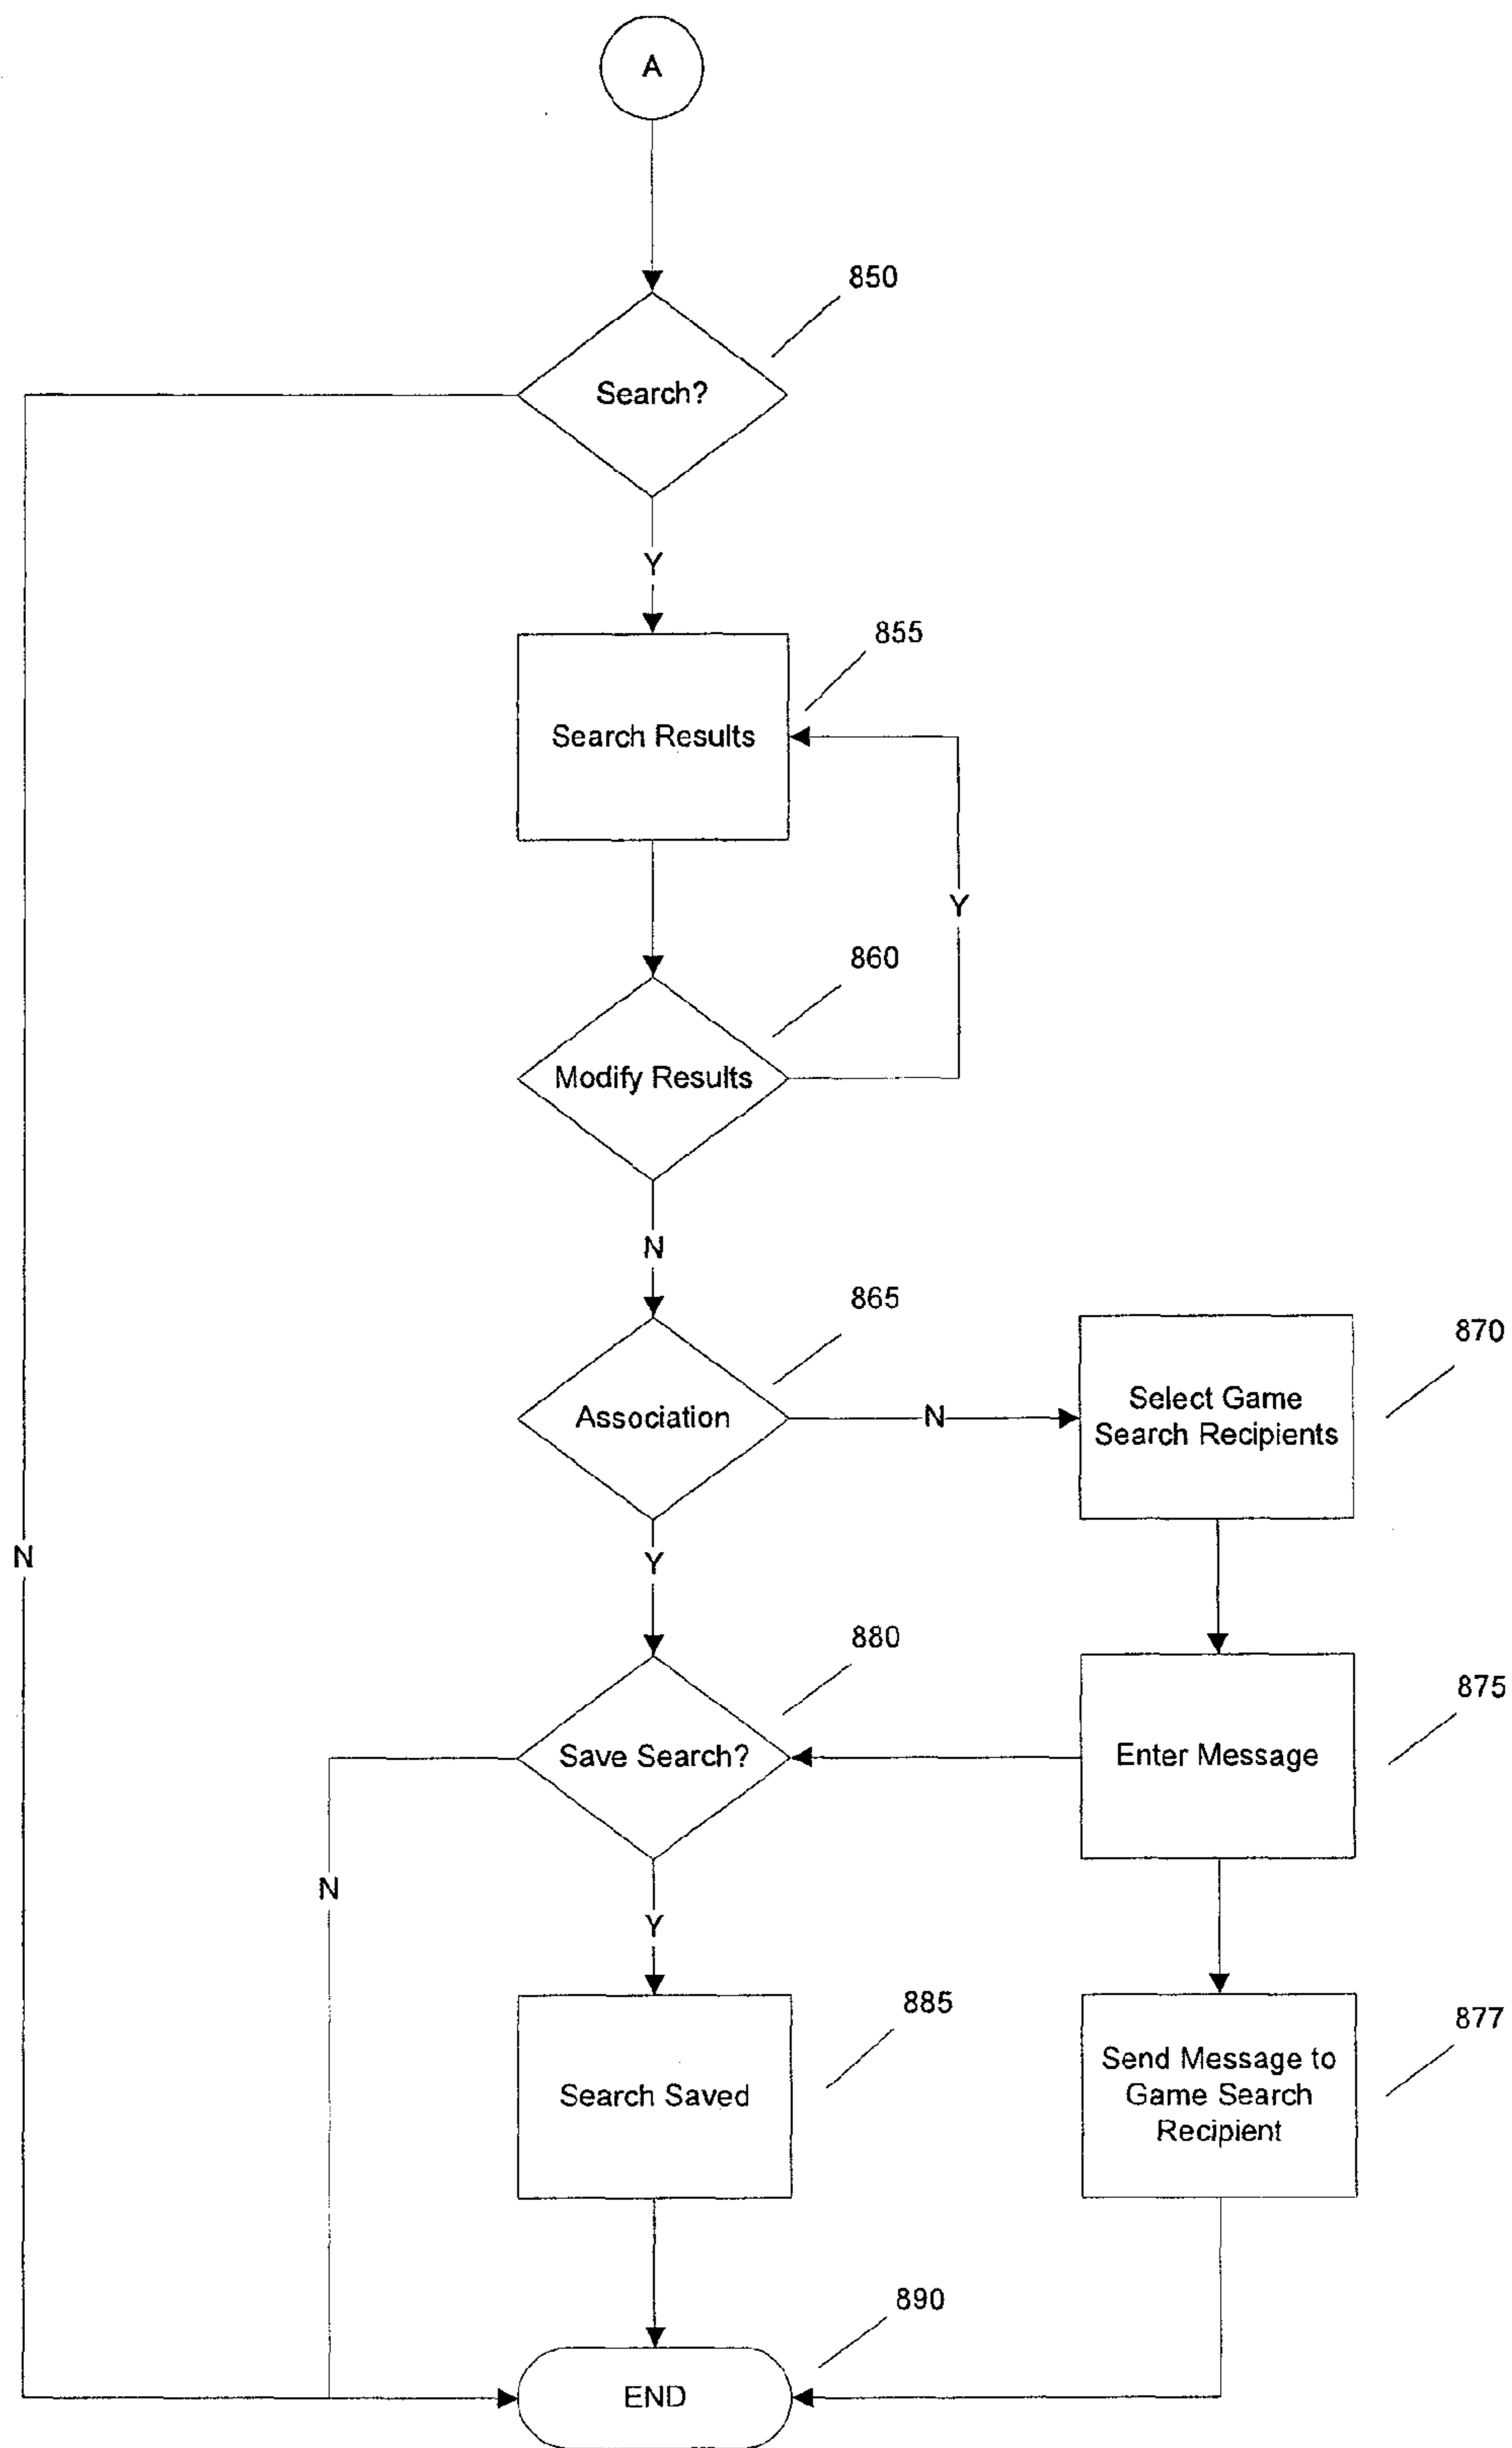 A
850
Search?
Y
855
Search Results
Y
860
Modify Results
N
865
Association
N
870
Select Game
Search Recipients
N
Y
880
Save Search?
875
Enter Message
N
Y
885
Search Saved
877
Send Message to
Game Search
Recipient
890
END